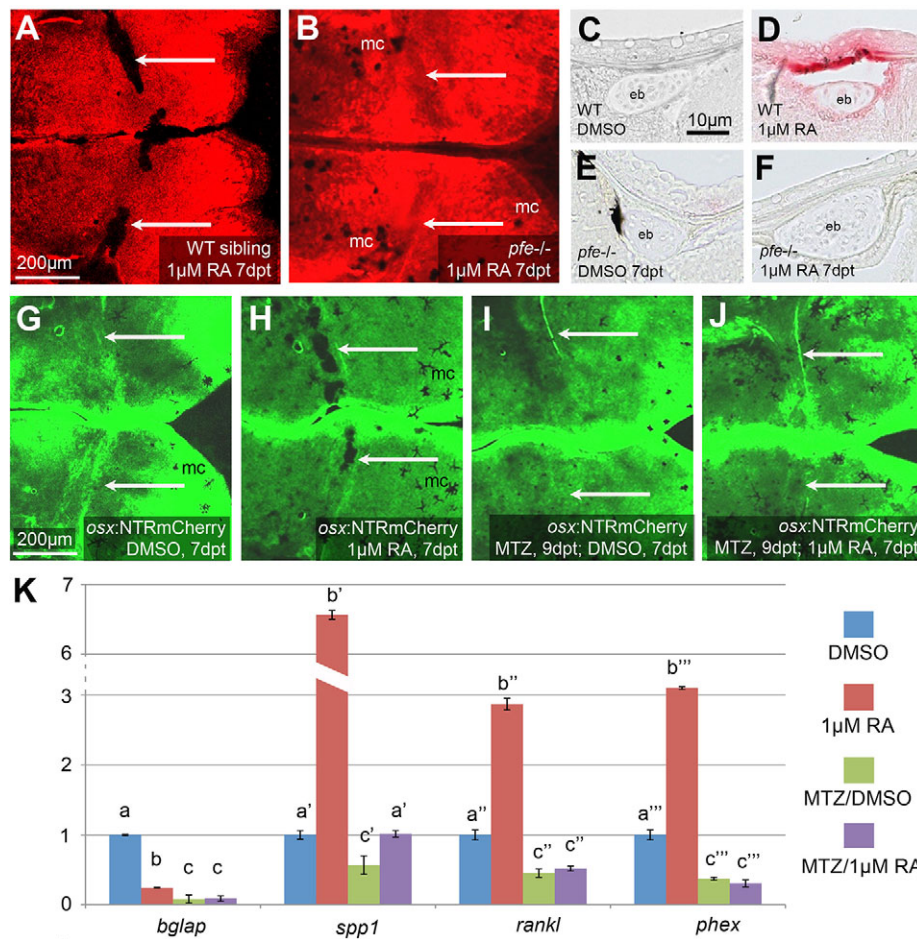 A
WT sibling
1µM RA 7dpt
200µm
B
mc
mc
mc
pfe-/-
1µM RA 7dpt
C
eb
WT
DMSO
10µm
D
eb
WT
1µM RA
E
eb
pfe-/-
DMSO 7dpt
F
eb
pfe-/-
1µM RA 7dpt
G
mc
200µm
osx:NTRmCherry
DMSO, 7dpt
H
mc
mc
osx:NTRmCherry
1µM RA, 7dpt
I
osx:NTRmCherry
MTZ, 9dpt; DMSO, 7dpt
J
osx:NTRmCherry
MTZ, 9dpt; 1µM RA, 7dpt
K
7
6
3
2
1
0
a
b
c
c
a'
b'
c'
a'
a''
b''
c''
c''
a'''
b'''
c'''
c'''
bglap
spp1
rankl
phex
DMSO
1µM RA
MTZ/DMSO
MTZ/1µM RA